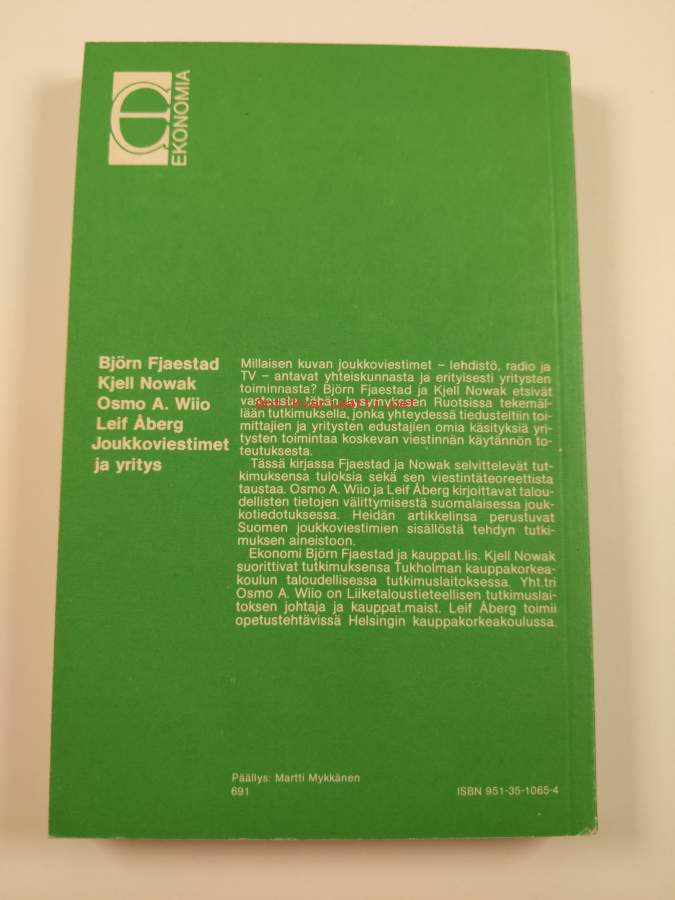 EKONOMIA
Björn Fjaestad
Kjell Nowak
Osmo A. Wiio
Leif Åberg
Joukkoviestimet
ja yritys
Millaisen kuvan joukkoviestimet – lehdistö, radio ja
TV – antavat yhteiskunnasta ja erityisesti yritysten
toiminnasta? Björn Fjaestad ja Kjell Nowak etsivät
vastausta tähän kysymykseen Ruotsissa tekemäl-
lään tutkimuksella, jonka yhteydessä tiedusteltiin toi-
mittajien ja yritysten edustajien omia käsityksiä yri-
tysten toimintaa koskevan viestinnän käytännön to-
teutuksesta.
Tässä kirjassa Fjaestad ja Nowak selvittelevät tut-
kimuksensa tuloksia sekä sen viestintäteoreettista
taustaa. Osmo A. Wiio ja Leif Åberg kirjoittavat talou-
dellisten tietojen välittymisestä suomalaisessa jouk-
kotiedotuksessa. Heidän artikkelinsa perustuvat
Suomen joukkoviestimien sisällöstä tehdyn tutki-
muksen aineistoon.
Ekonomi Björn Fjaestad ja kauppat.lis. Kjell Nowak
suorittivat tutkimuksensa Tukholman kauppakorkea-
koulun taloudellisessa tutkimuslaitoksessa. Yht.tri
Osmo A. Wiio on Liiketaloustieteellisen tutkimuslai-
toksen johtaja ja kauppat.maist. Leif Åberg toimii
opetustehtävissä Helsingin kauppakorkeakoulussa.
Päällys: Martti Mykkänen
691
ISBN 951-35-1065-4